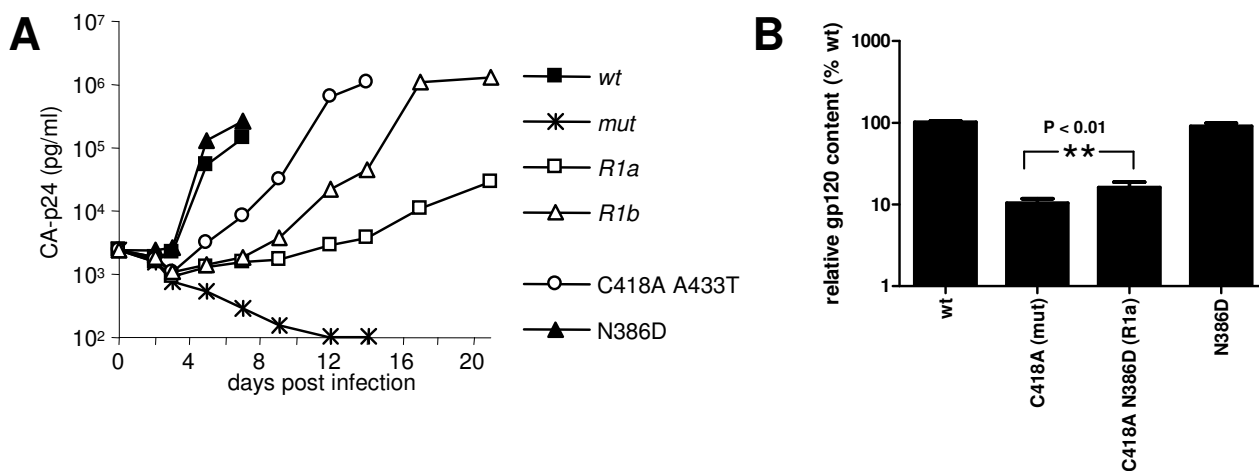 A
CA-p24 (pg/ml)
10⁷
10⁶
10⁵
10⁴
10³
10²
0 4 8 12 16 20
days post infection
wt
mut
R1a
R1b
C418A A433T
N386D
B
relative gp120 content (% wt)
1000
100
10
1
P < 0.01
**
wt
C418A (mut)
C418A N386D (R1a)
N386D